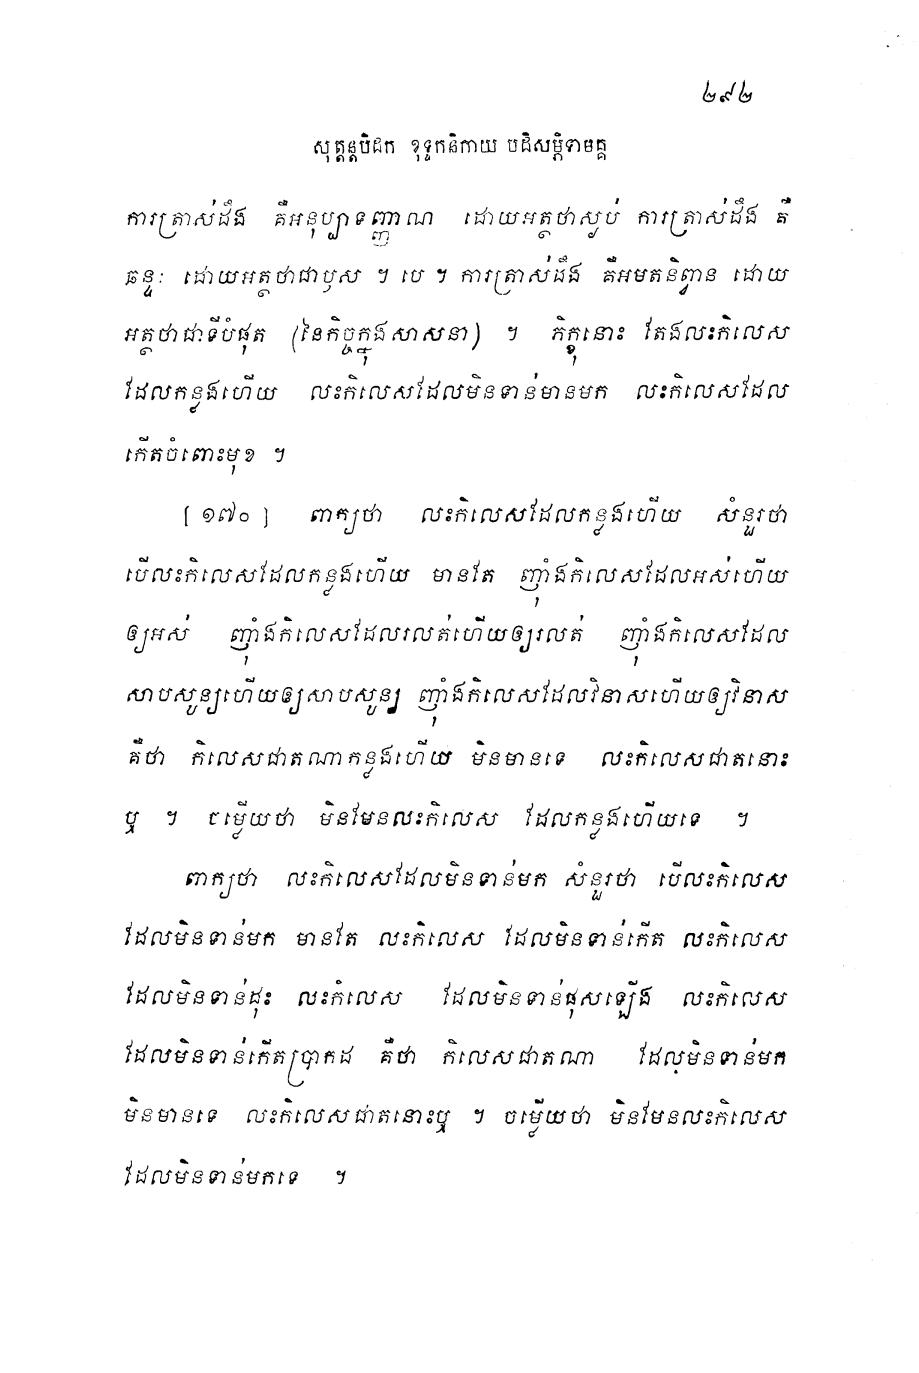 ២៩២
សុត្តន្តបិដក ខុទ្ទកនិកាយ បដិសម្ភិទាមគ្គ
ការត្រាស់ដឹង គឺអនុប្បាទញ្ញាណ ដោយអត្ថថាស្ងប់ ការត្រាស់ដឹង គឺ
ឆន្ទៈ ដោយអត្ថថាជាឫស ។ បេ ។ ការត្រាស់ដឹង គឺអមតនិព្វាន ដោយ
អត្ថថាជាទីបំផុត (នៃកិច្ចក្នុងសាសនា) ។ ភិក្ខុនោះ តែងលះកិលេស
ដែលកន្លងហើយ លះកិលេសដែលមិនទាន់មានមក លះកិលេសដែល
កើតចំពោះមុខ ។
[១៧០] ពាក្យថា លះកិលេសដែលកន្លងហើយ សំនួរថា
បើលះកិលេសដែលកន្លងហើយ មានតែ ញុំាងកិលេសដែលអស់ហើយ
ឲ្យអស់ ញុំាងកិលេសដែលរលត់ហើយឲ្យរលត់ ញុំាងកិលេសដែល
សាបសូន្យហើយឲ្យសាបសូន្យ ញុំាងកិលេសដែលវិនាសហើយឲ្យវិនាស
គឺថា កិលេសជាតណាកន្លងហើយ មិនមានទេ លះកិលេសជាតនោះ
ឬ ។ ចម្លើយថា មិនមែនលះកិលេស ដែលកន្លងហើយទេ ។
ពាក្យថា លះកិលេសដែលមិនទាន់មក សំនួរថា បើលះកិលេស
ដែលមិនទាន់មក មានតែ លះកិលេស ដែលមិនទាន់កើត លះកិលេស
ដែលមិនទាន់ដុះ លះកិលេស ដែលមិនទាន់ផុសឡើង លះកិលេស
ដែលមិនទាន់កើតប្រាកដ គឺថា កិលេសជាតណា ដែលមិនទាន់មក
មិនមានទេ លះកិលេសជាតនោះឬ ។ ចម្លើយថា មិនមែនលះកិលេស
ដែលមិនទាន់មកទេ ។